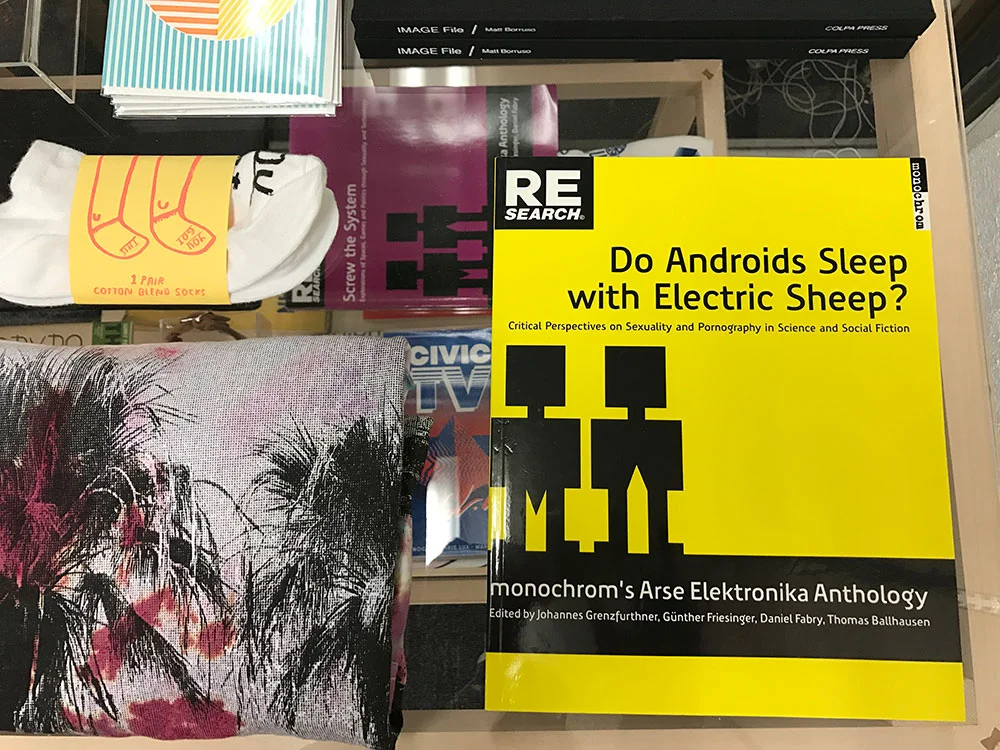 IMAGE File / Matt Borruso COLPA PRESS
IMAGE File / Matt Borruso COLPA PRESS
1 PAIR
COTTON BLEND SOCKS
Screw the System
CIVIC
TV
RE
SEARCH®
monochrom
Do Androids Sleep
with Electric Sheep?
Critical Perspectives on Sexuality and Pornography in Science and Social Fiction
monochrom's Arse Elektronika Anthology
Edited by Johannes Grenzfurthner, Günther Friesinger, Daniel Fabry, Thomas Ballhausen